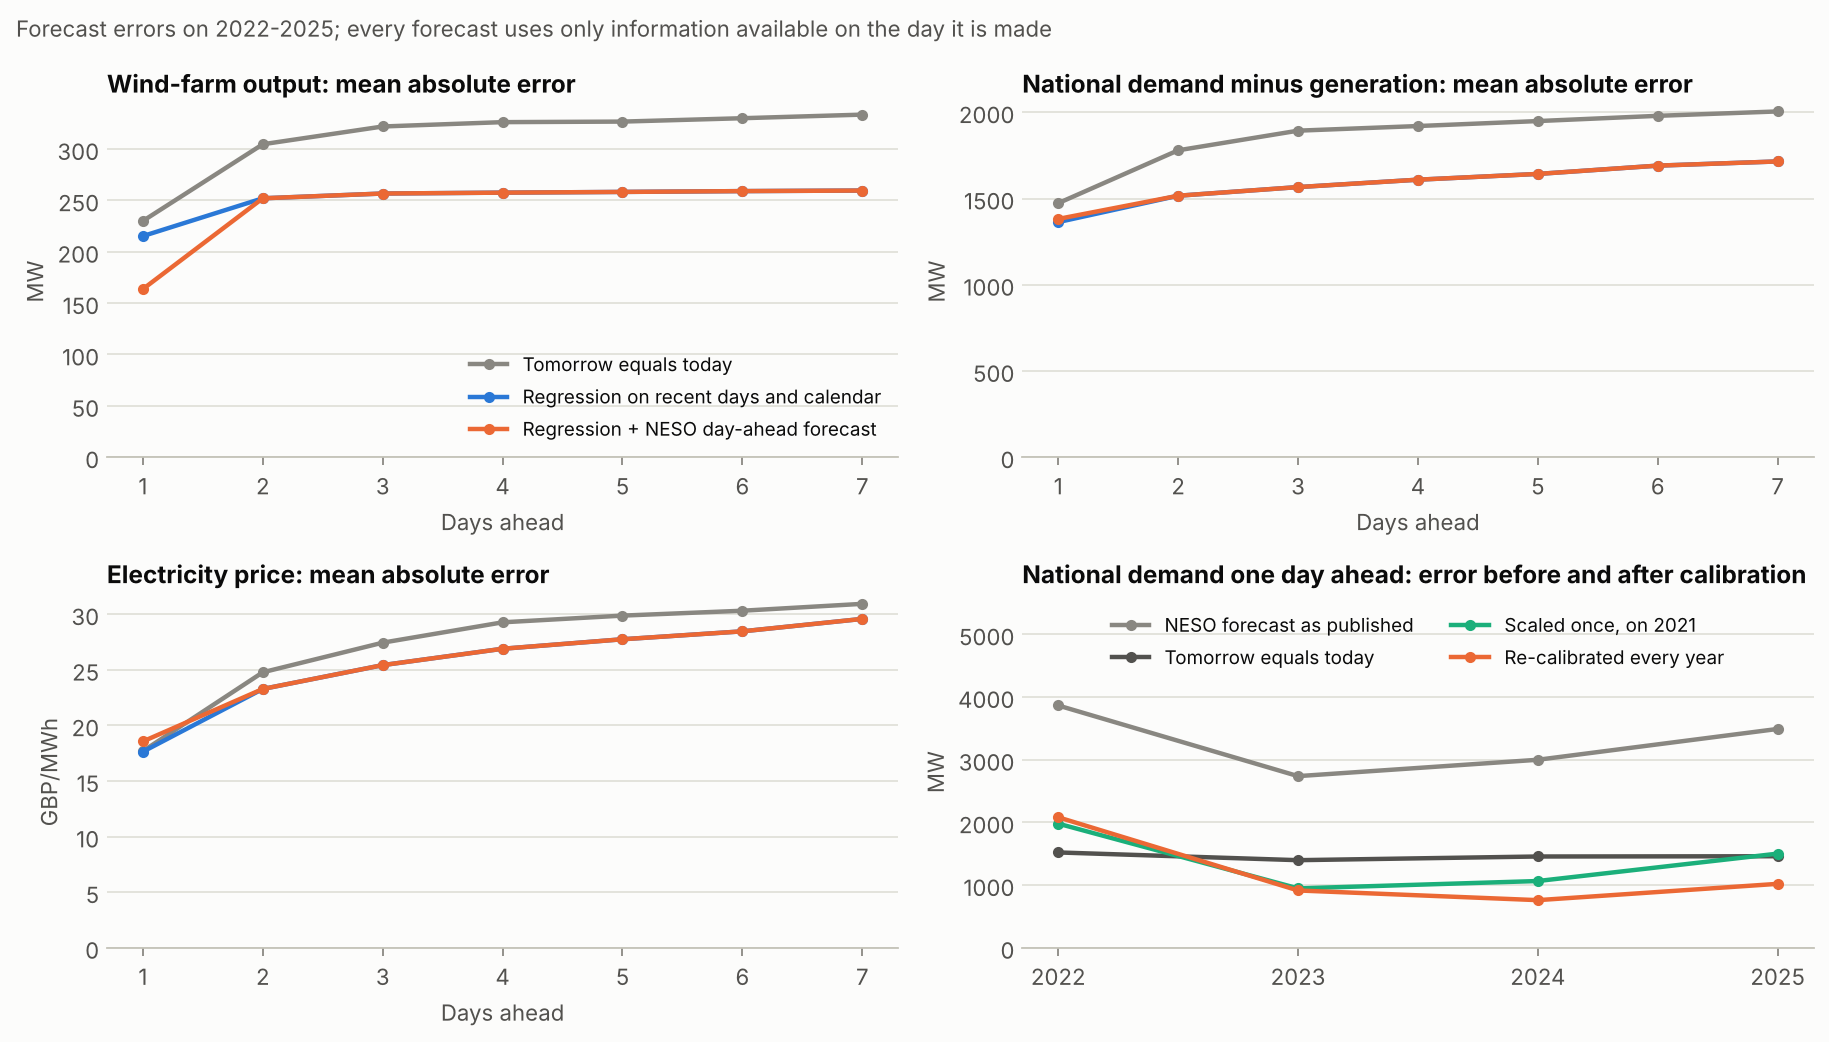 Forecast errors on 2022-2025; every forecast uses only information available on the day it is made
Wind-farm output: mean absolute error
MW
300
250
200
150
100
50
0
Tomorrow equals today
Regression on recent days and calendar
Regression + NESO day-ahead forecast
1 2 3 4 5 6 7
Days ahead
National demand minus generation: mean absolute error
MW
2000
1500
1000
500
0
1 2 3 4 5 6 7
Days ahead
Electricity price: mean absolute error
GBP/MWh
30
25
20
15
10
5
0
1 2 3 4 5 6 7
Days ahead
National demand one day ahead: error before and after calibration
MW
5000
4000
3000
2000
1000
0
NESO forecast as published
Tomorrow equals today
Scaled once, on 2021
Re-calibrated every year
2022 2023 2024 2025